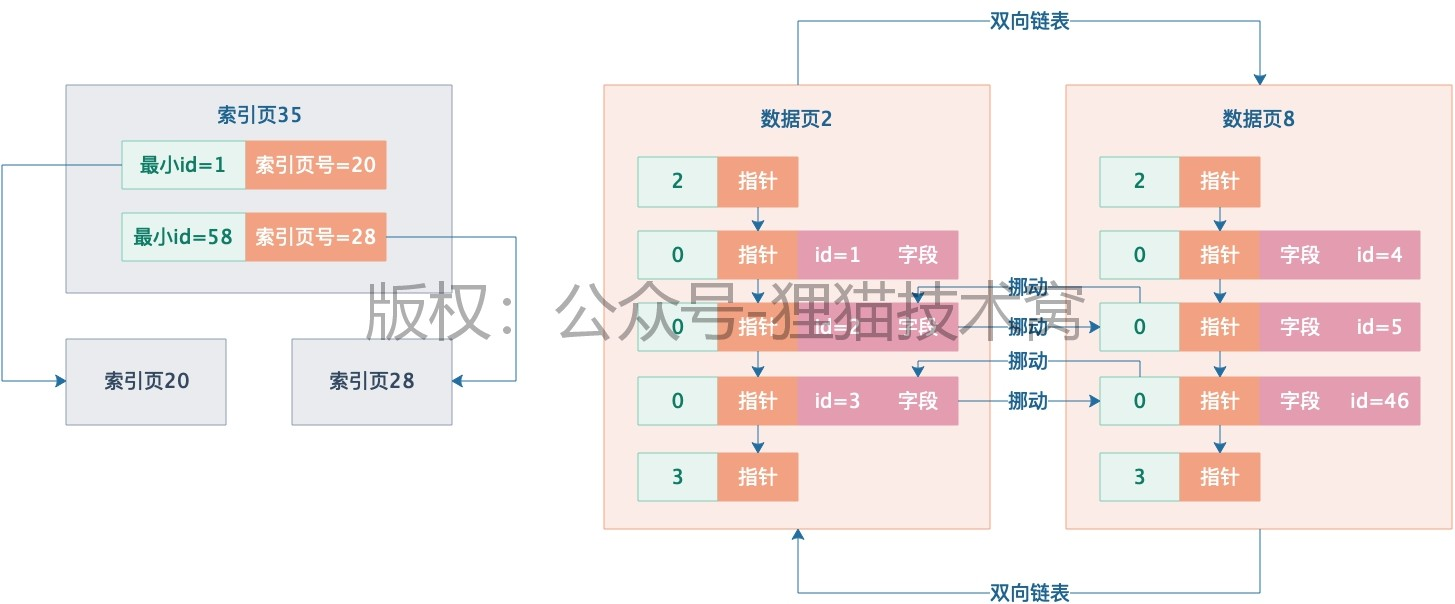 双向链表
索引页35
最小id=1 索引页号=20
最小id=58 索引页号=28
索引页20
索引页28
数据页2
2 指针
0 指针 id=1 字段
0 指针 id=2 字段
0 指针 id=3 字段
3 指针
挪动
挪动
挪动
挪动
数据页8
2 指针
0 指针 字段 id=4
0 指针 字段 id=5
0 指针 字段 id=46
3 指针
双向链表
版权：公众号-狸猫技术窝